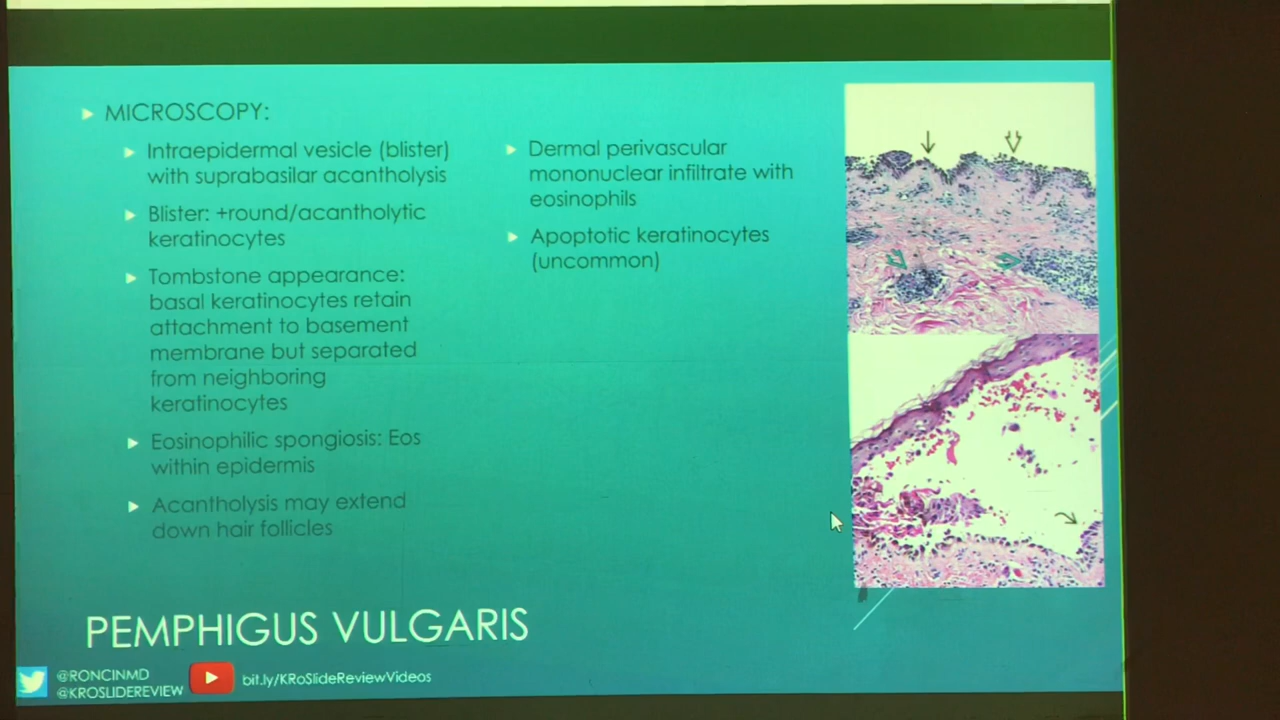 MICROSCOPY:
Intraepidermal vesicle (blister)
with suprabasilar acantholysis
Blister: +round/acantholytic
keratinocytes
Tombstone appearance:
basal keratinocytes retain
attachment to basement
membrane but separated
from neighboring
keratinocytes
Eosinophilic spongiosis: Eos
within epidermis
Acantholysis may extend
down hair follicles
Dermal perivascular
mononuclear infiltrate with
eosinophils
Apoptotic keratinocytes
(uncommon)
PEMPHIGUS VULGARIS
@RONCINMD
@KROSLIDEREVIEW
bit.ly/KRoSlideReviewVideos